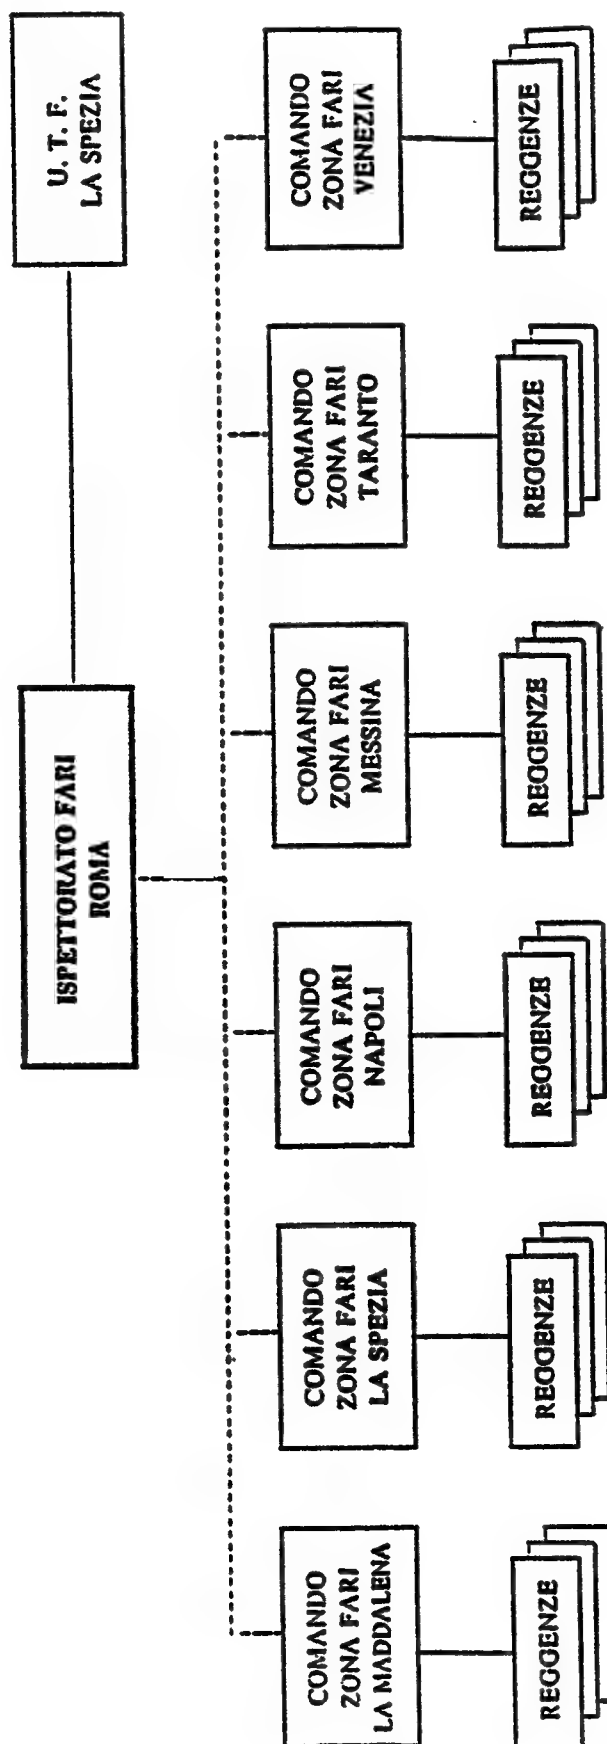 U. T. F.
LA SPEZIA
ISPETTORATO FARI
ROMA
COMANDO
ZONA FARI
LA MADDALENA
COMANDO
ZONA FARI
LA SPEZIA
COMANDO
ZONA FARI
NAPOLI
COMANDO
ZONA FARI
MESSINA
COMANDO
ZONA FARI
TARANTO
COMANDO
ZONA FARI
VENEZIA
REGGENZE
REGGENZE
REGGENZE
REGGENZE
REGGENZE
REGGENZE